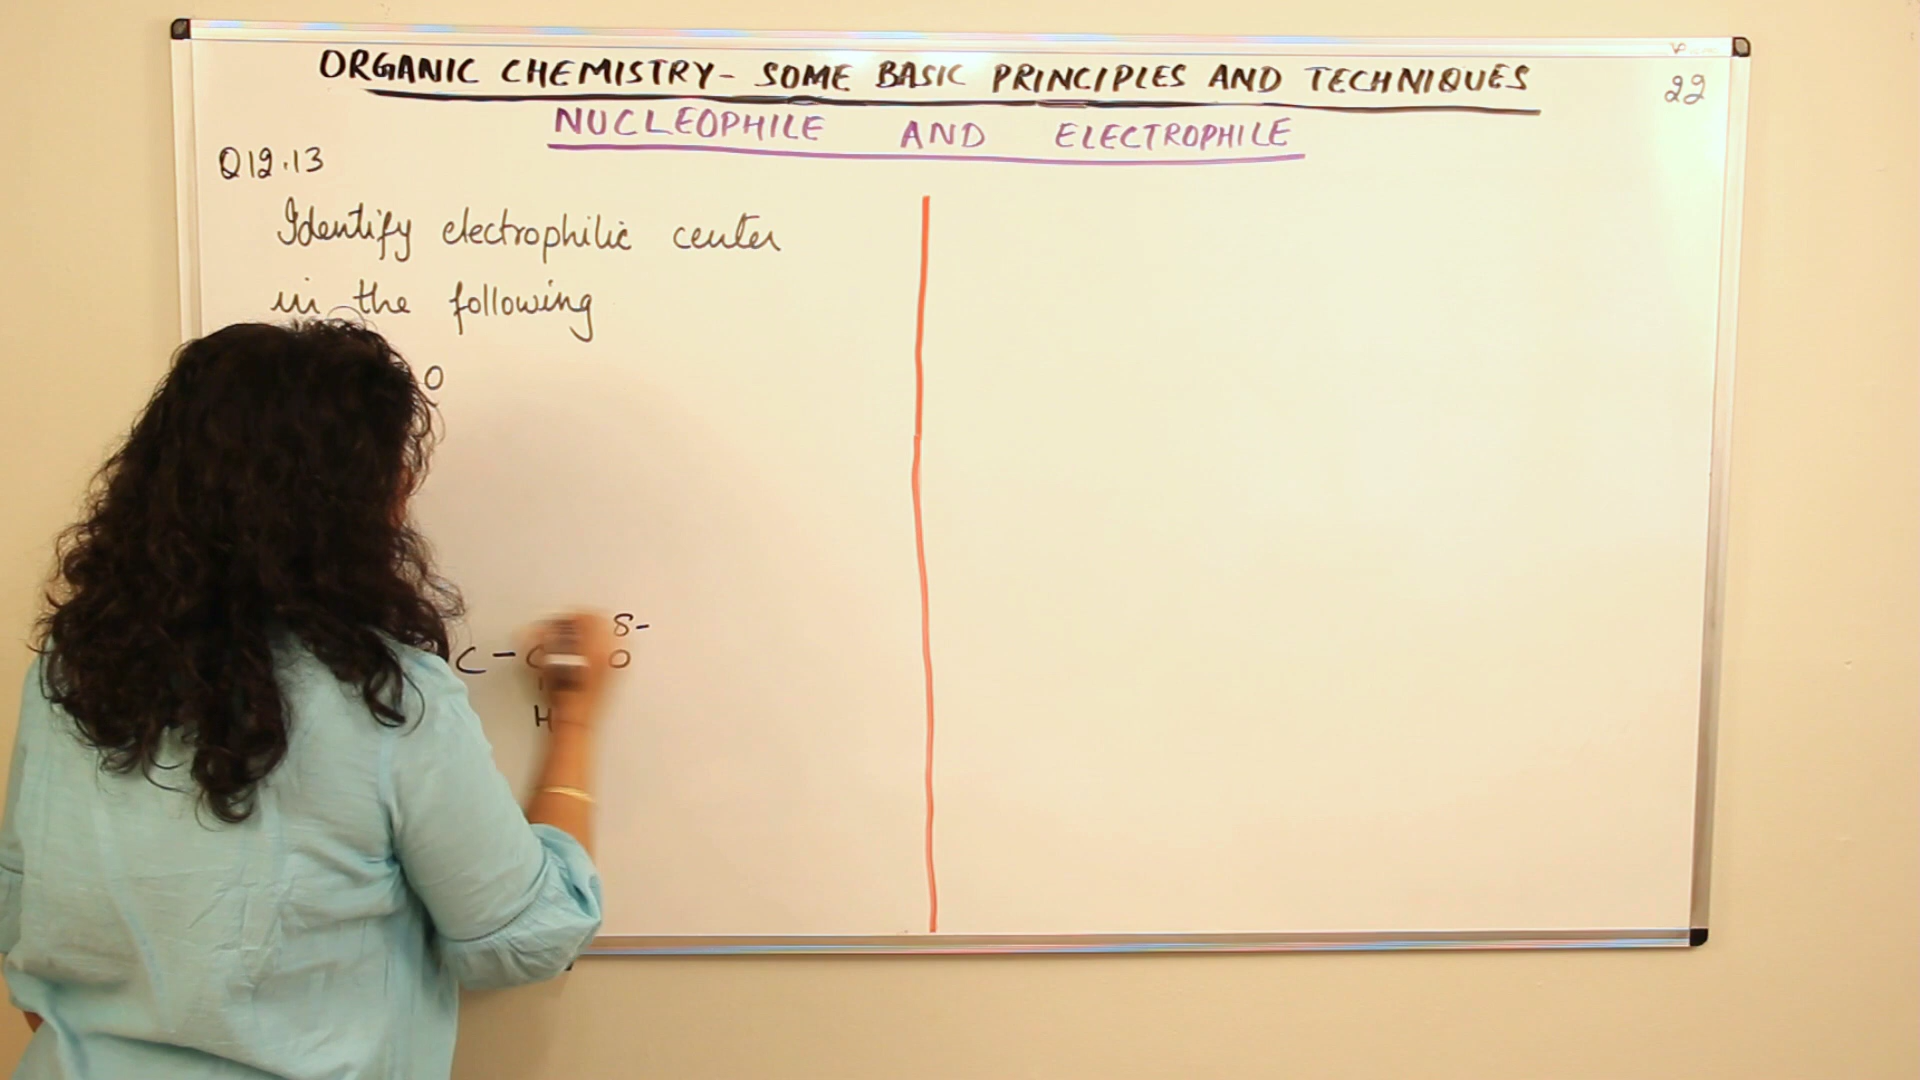 ORGANIC CHEMISTRY- SOME BASIC PRINCIPLES AND TECHNIQUES
22
NUCLEOPHILE AND ELECTROPHILE
Q12.13
Identify electrophilic center
in the following
O
δ-
C - C O
H